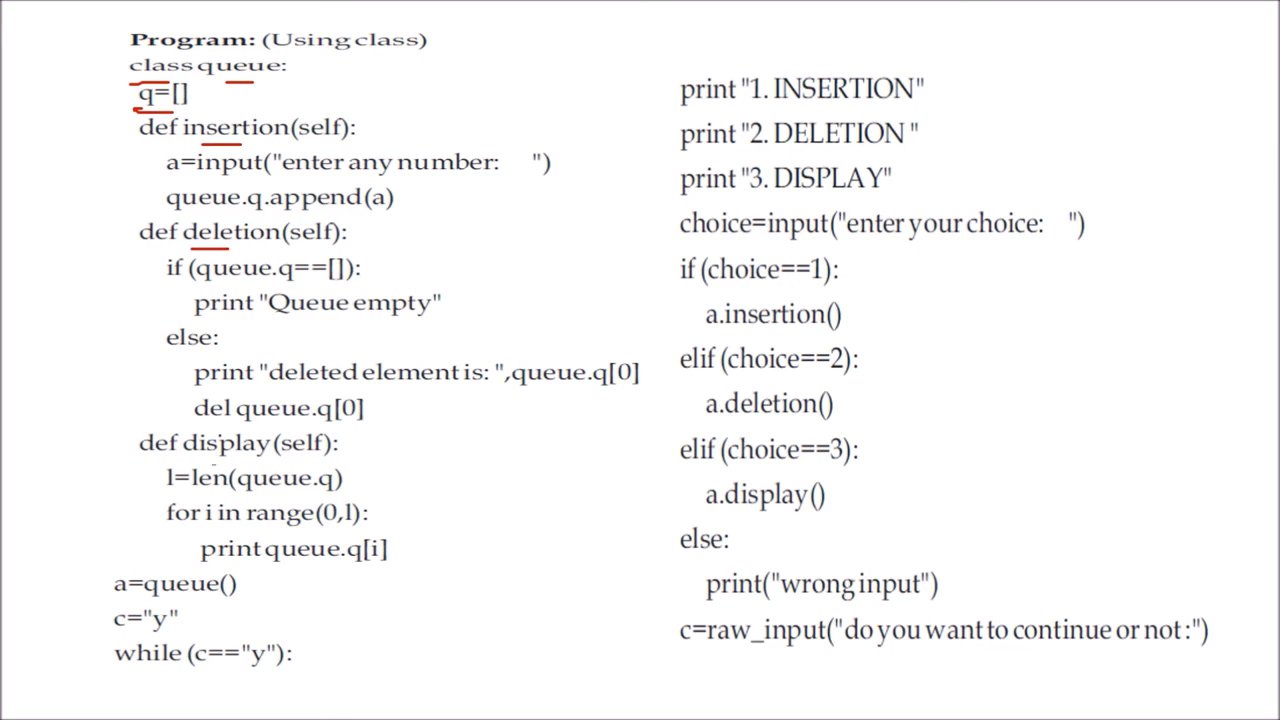 Program: (Using class)
class queue:
q=[]
def insertion(self):
a=input("enter any number: ")
queue.q.append(a)
def deletion(self):
if (queue.q==[]):
print "Queue empty"
else:
print "deleted element is: ",queue.q[0]
del queue.q[0]
def display(self):
l=len(queue.q)
for i in range(0,l):
print queue.q[i]
a=queue()
c="y"
while (c=="y"):
print "1. INSERTION"
print "2. DELETION "
print "3. DISPLAY"
choice=input("enter your choice: ")
if (choice==1):
a.insertion()
elif (choice==2):
a.deletion()
elif (choice==3):
a.display()
else:
print("wrong input")
c=raw_input("do you want to continue or not :")